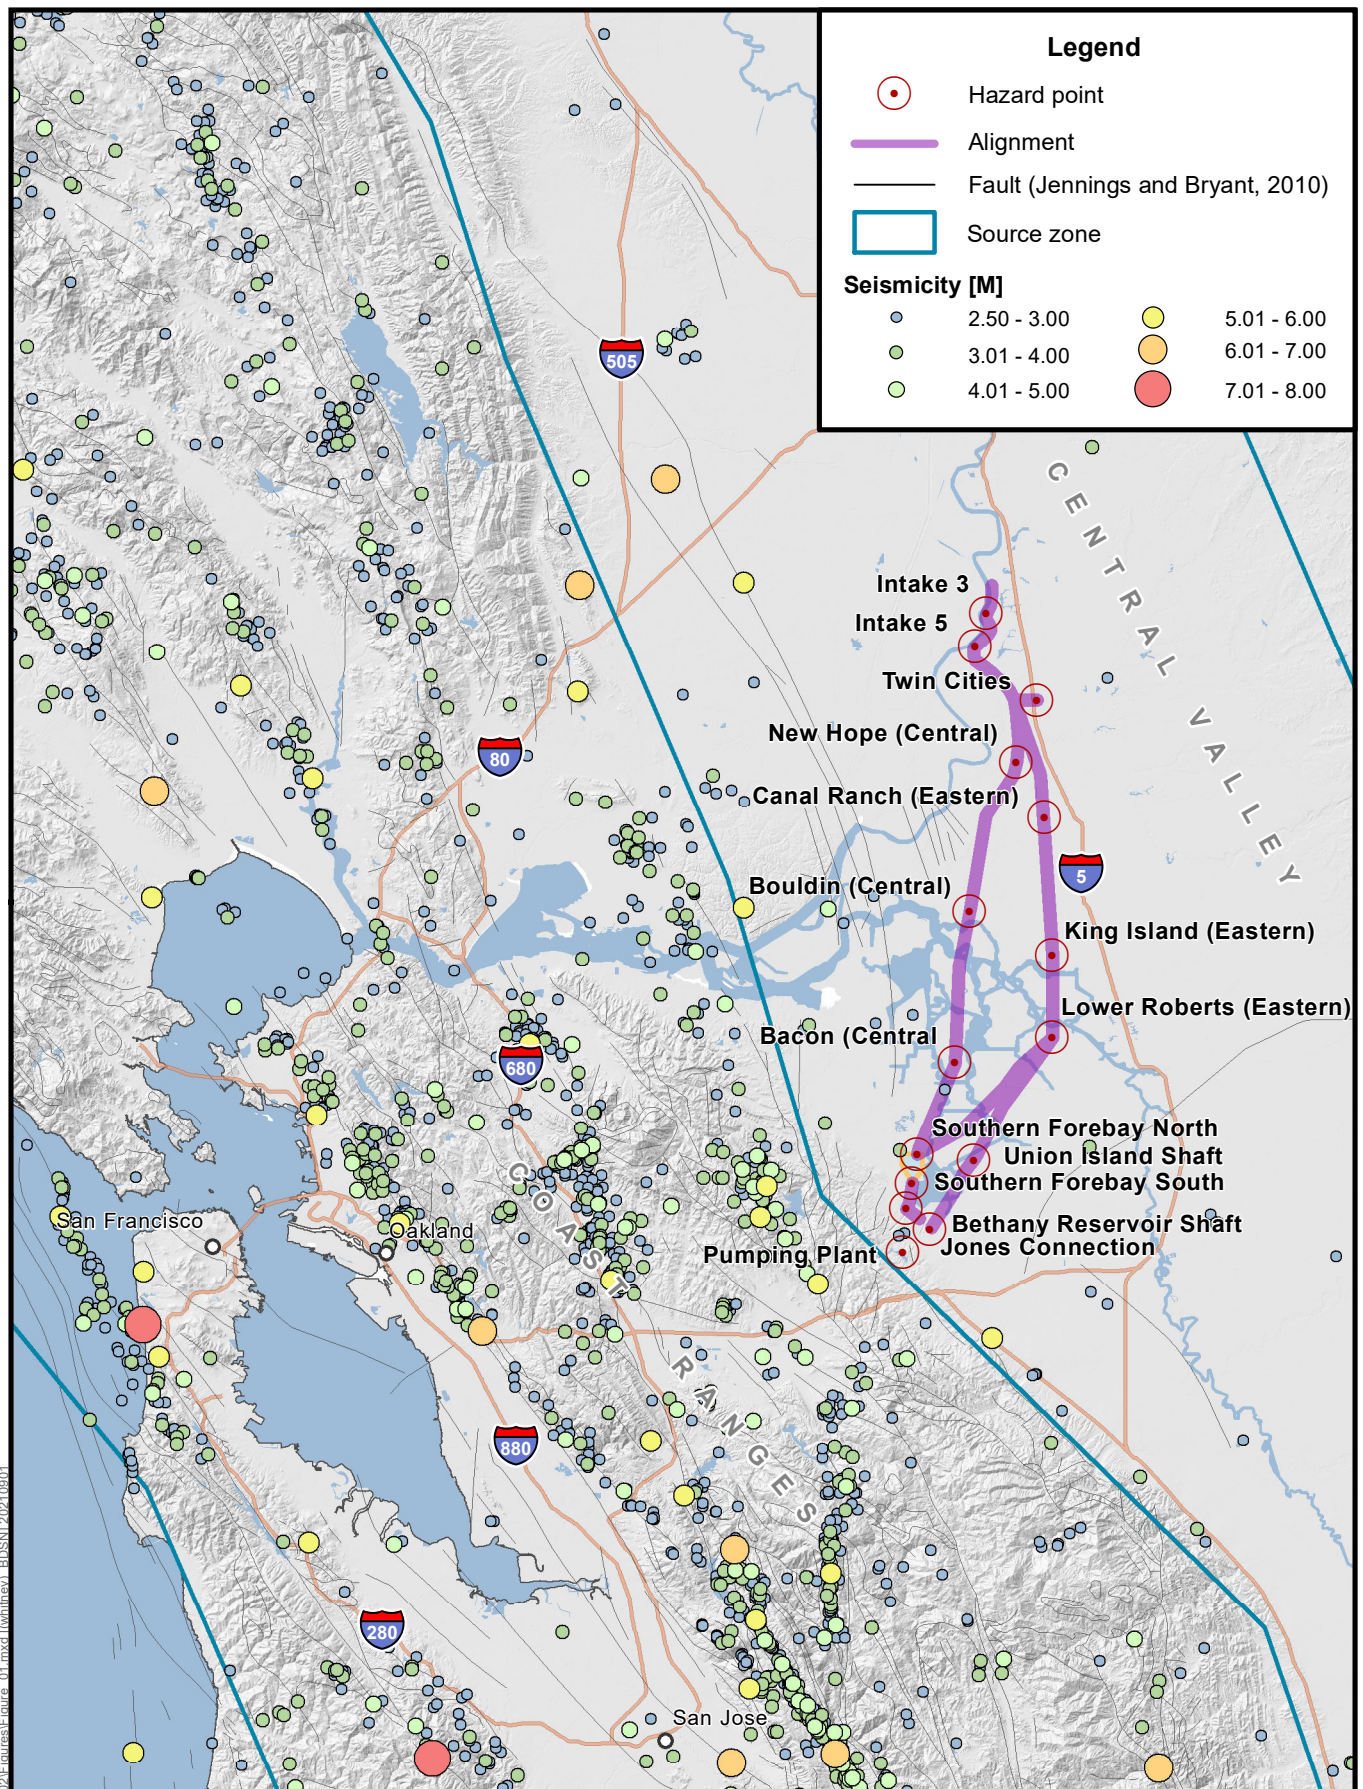 Legend
Hazard point
Alignment
Fault (Jennings and Bryant, 2010)
Source zone
Seismicity [M]
2.50 - 3.00
5.01 - 6.00
3.01 - 4.00
6.01 - 7.00
4.01 - 5.00
7.01 - 8.00
505
CENTRAL VALLEY
Intake 3
Intake 5
Twin Cities
New Hope (Central)
80
Canal Ranch (Eastern)
5
Bouldin (Central)
King Island (Eastern)
Lower Roberts (Eastern)
Bacon (Central
680
Southern Forebay North
Union Island Shaft
Southern Forebay South
COAST RANGES
San Francisco
Oakland
Bethany Reservoir Shaft
Jones Connection
Pumping Plant
880
280
San Jose